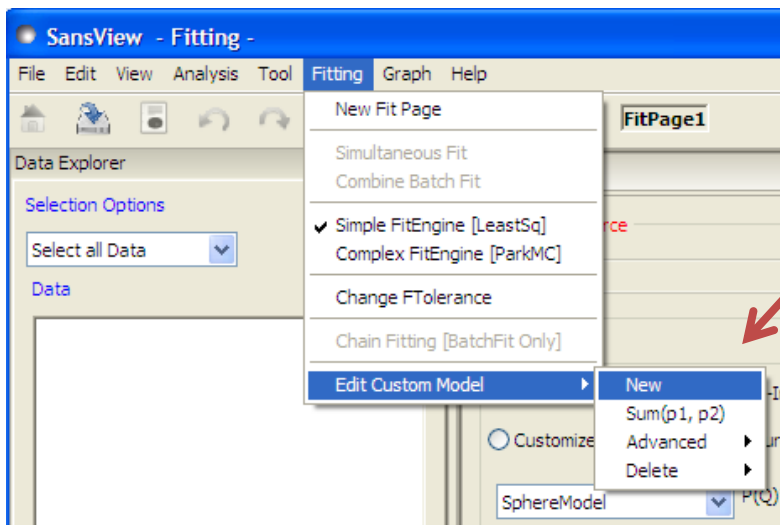 SansView - Fitting -
File Edit View Analysis Tool Fitting Graph Help
FitPage1
Data Explorer
Selection Options
Select all Data
Data
New Fit Page
Simultaneous Fit
Combine Batch Fit
Simple FitEngine [LeastSq]
Complex FitEngine [ParkMC]
Change FTolerance
Chain Fitting [BatchFit Only]
Edit Custom Model
New
Sum(p1, p2)
Advanced
Delete
Customize
SphereModel
P(Q)